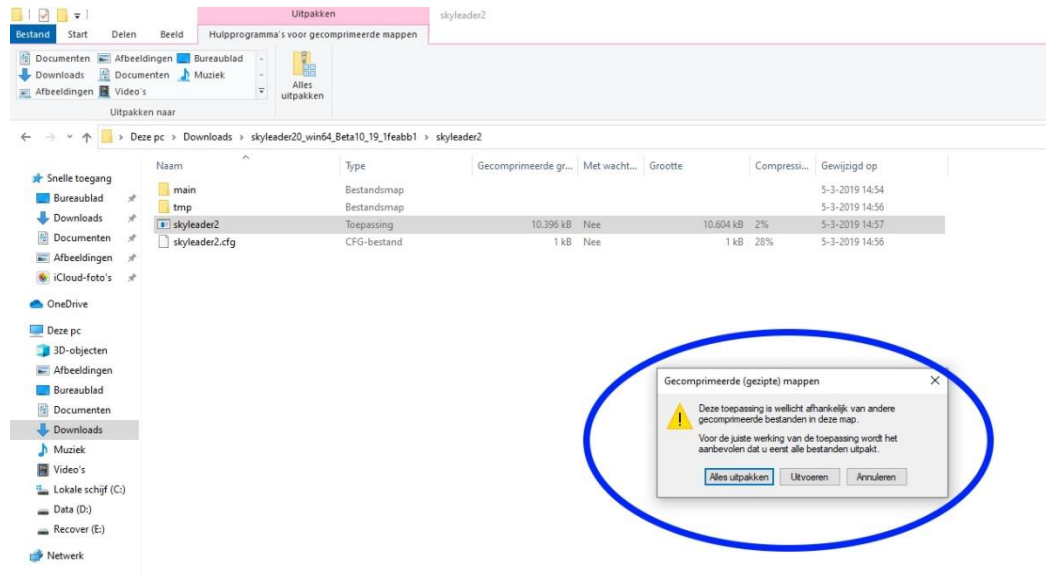 Uitpakken
skyleader2
Bestand Start Delen Beeld Hulpprogramma's voor gecomprimeerde mappen
Documenten Afbeeldingen Bureaublad
Downloads Documenten Muziek
Afbeeldingen Video's
Alles uitpakken
Uitpakken naar
Deze pc > Downloads > skyleader20_win64_Beta10_19_1feabb1 > skyleader2
Naam Type Gecomprimeerde gr... Met wacht... Grootte Compressi... Gewijzigd op
main Bestandsmap 5-3-2019 14:54
tmp Bestandsmap 5-3-2019 14:56
skyleader2 Toepassing 10.396 kB Nee 10.604 kB 2% 5-3-2019 14:57
skyleader2.cfg CFG-bestand 1 kB Nee 1 kB 28% 5-3-2019 14:56
Snelle toegang
Bureaublad
Downloads
Documenten
Afbeeldingen
iCloud-foto's
OneDrive
Deze pc
3D-objecten
Afbeeldingen
Bureaublad
Documenten
Downloads
Muziek
Video's
Lokale schijf (C:)
Data (D:)
Recover (E:)
Netwerk
Gecomprimeerde (gezipte) mappen
Deze toepassing is wellicht afhankelijk van andere
gecomprimeerde bestanden in deze map.
Voor de juiste werking van de toepassing wordt het
aanbevolen dat u eerst alle bestanden uitpakt.
Alles uitpakken Uitvoeren Annuleren